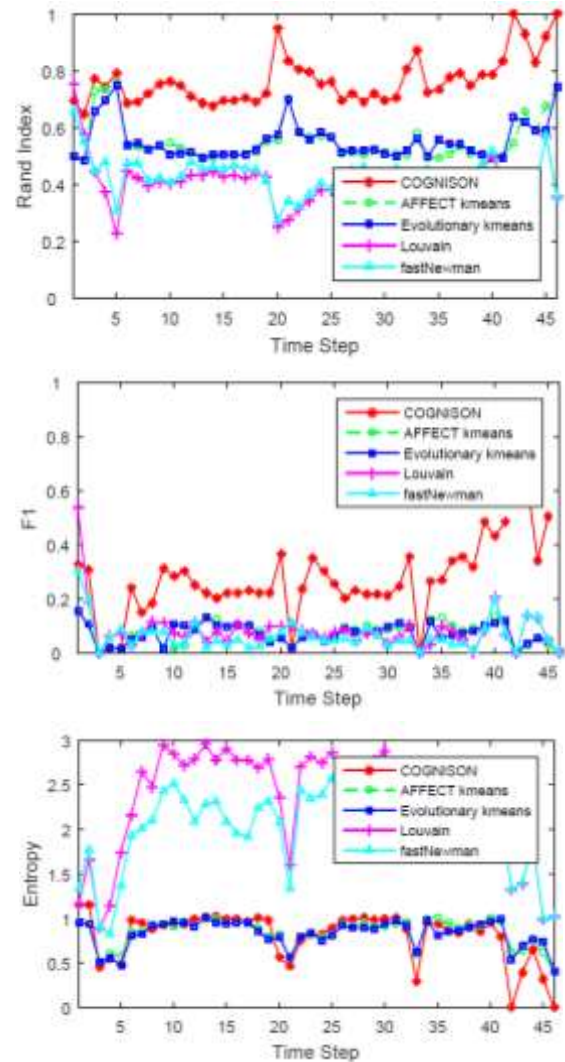 1
0.8
0.6
0.4
0.2
0
Rand Index
COGNISON
AFFECT kmeans
Evolutionary kmeans
Louvain
fastNewman
5 10 15 20 25 30 35 40 45
Time Step
1
0.8
0.6
0.4
0.2
0
F1
COGNISON
AFFECT kmeans
Evolutionary kmeans
Louvain
fastNewman
5 10 15 20 25 30 35 40 45
Time Step
3
2.5
2
1.5
1
0.5
0
Entropy
COGNISON
AFFECT kmeans
Evolutionary kmeans
Louvain
fastNewman
5 10 15 20 25 30 35 40 45
Time Step